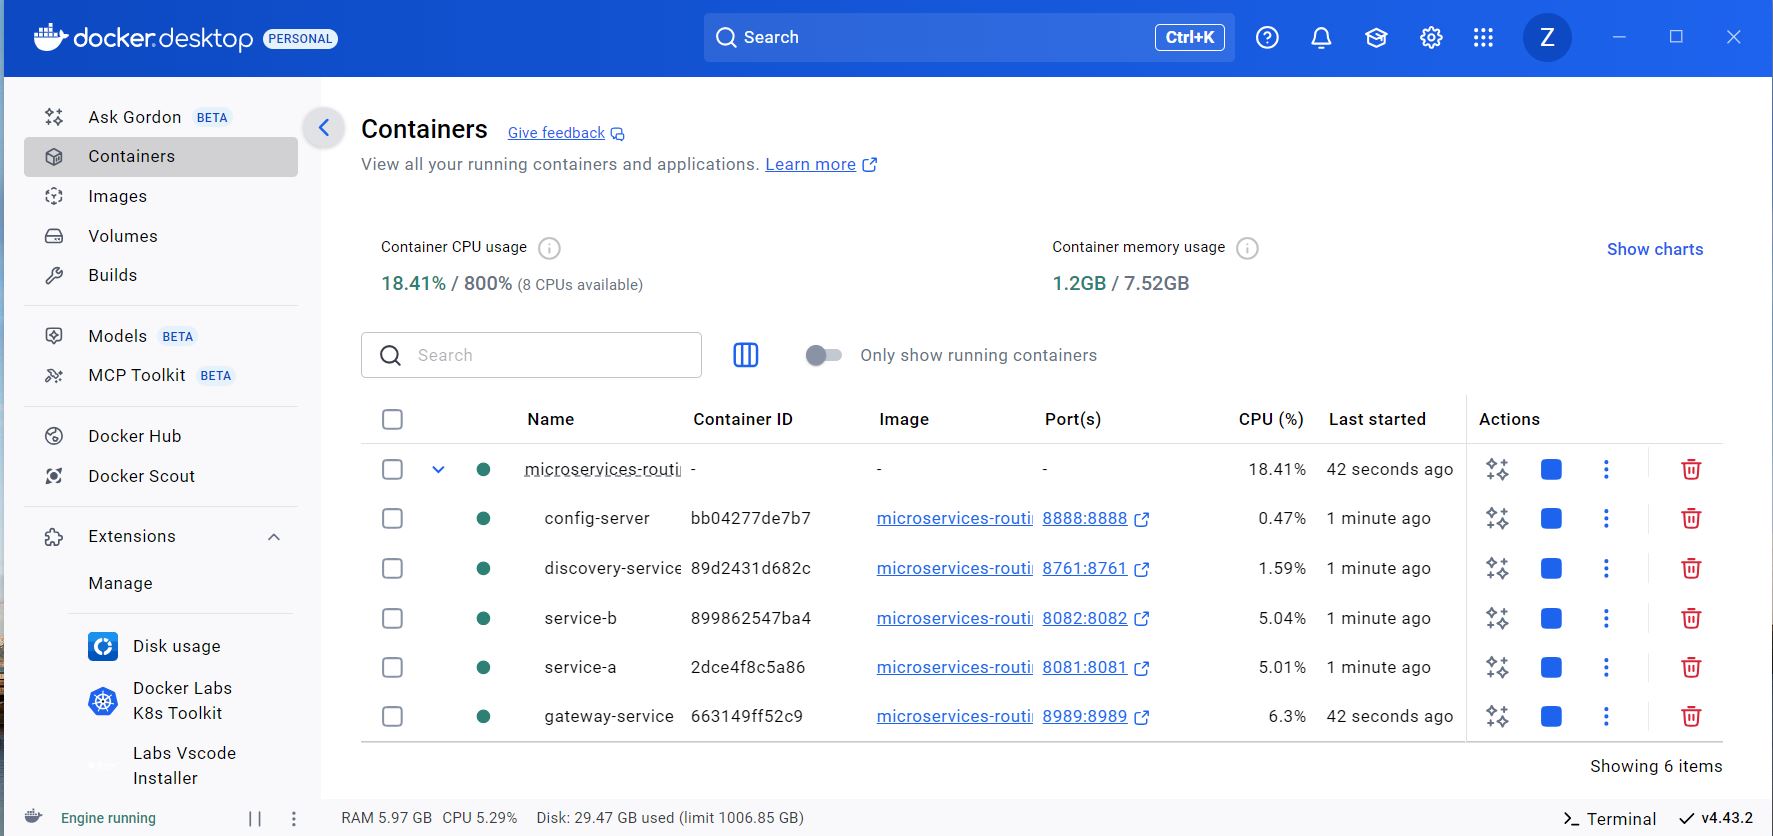 docker.desktop PERSONAL
Search Ctrl+K
Z
Ask Gordon BETA
Containers
Images
Volumes
Builds
Models BETA
MCP Toolkit BETA
Docker Hub
Docker Scout
Extensions
Manage
Disk usage
Docker Labs
K8s Toolkit
Labs Vscode
Installer
Containers Give feedback
View all your running containers and applications. Learn more
Container CPU usage
18.41% / 800% (8 CPUs available)
Container memory usage
1.2GB / 7.52GB
Show charts
Search
Only show running containers
Name Container ID Image Port(s) CPU (%) Last started Actions
microservices-routi - - - 18.41% 42 seconds ago
config-server bb04277de7b7 microservices-routi 8888:8888 0.47% 1 minute ago
discovery-service 89d2431d682c microservices-routi 8761:8761 1.59% 1 minute ago
service-b 899862547ba4 microservices-routi 8082:8082 5.04% 1 minute ago
service-a 2dce4f8c5a86 microservices-routi 8081:8081 5.01% 1 minute ago
gateway-service 663149ff52c9 microservices-routi 8989:8989 6.3% 42 seconds ago
Showing 6 items
Engine running
RAM 5.97 GB CPU 5.29% Disk: 29.47 GB used (limit 1006.85 GB)
Terminal v4.43.2